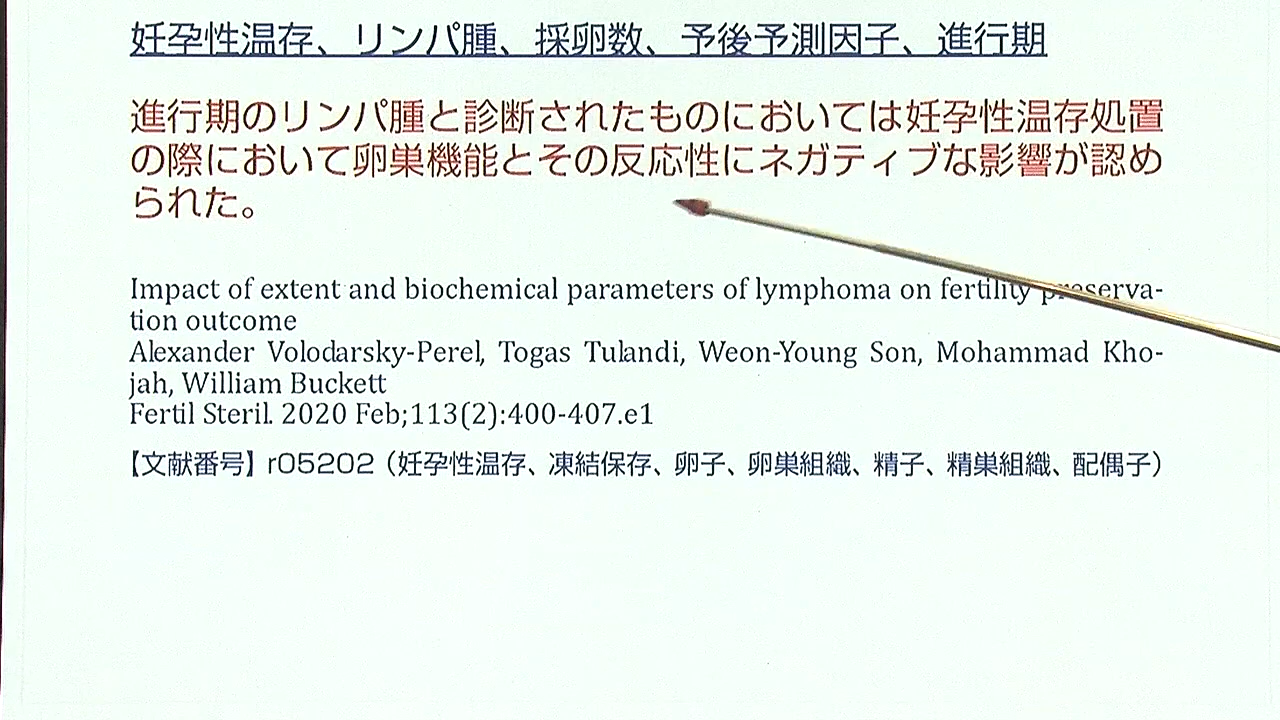 妊孕性温存、リンパ腫、採卵数、予後予測因子、進行期
進行期のリンパ腫と診断されたものにおいては妊孕性温存処置
の際において卵巣機能とその反応性にネガティブな影響が認め
られた。
Impact of extent and biochemical parameters of lymphoma on fertility preserva-
tion outcome
Alexander Volodarsky-Perel, Togas Tulandi, Weon-Young Son, Mohammad Kho-
jah, William Buckett
Fertil Steril. 2020 Feb;113(2):400-407.e1
【文献番号】r05202（妊孕性温存、凍結保存、卵子、卵巣組織、精子、精巣組織、配偶子）